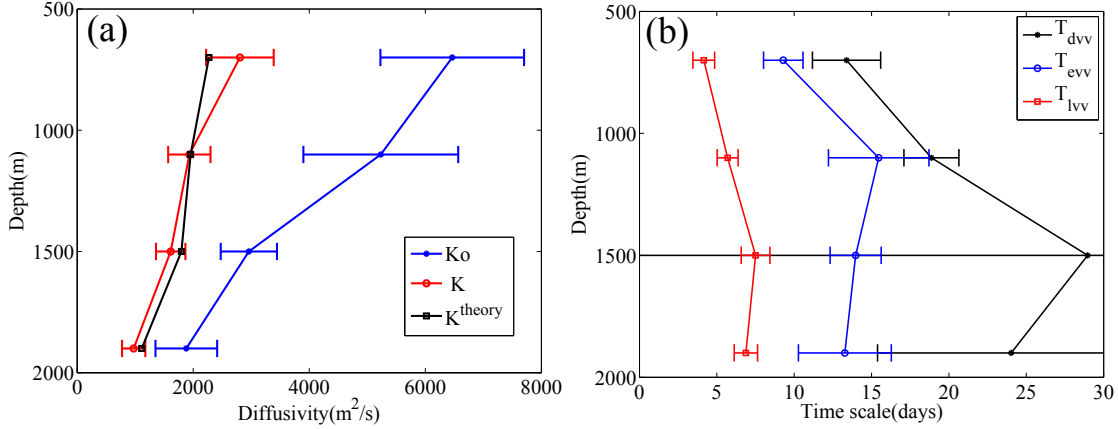 (a)
500
1000
1500
2000
Depth(m)
0
2000
4000
6000
8000
Diffusivity(m²/s)
Ko
K
K^theory
(b)
500
1000
1500
2000
Depth(m)
0
5
10
15
20
25
30
Time scale(days)
T_dvv
T_evv
T_lvv